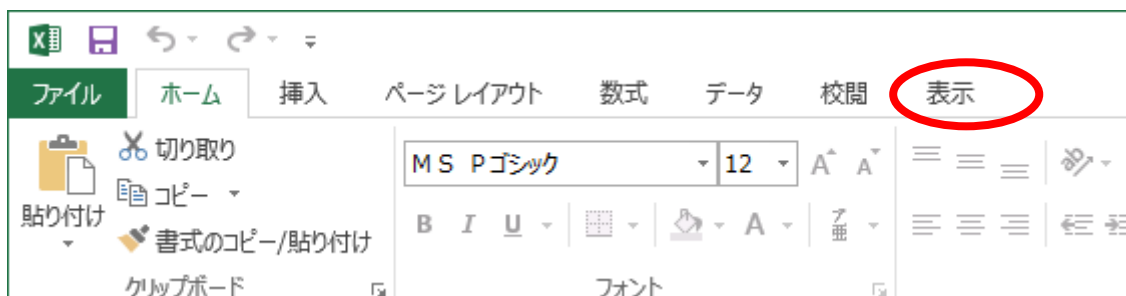 ファイル ホーム 挿入 ページ レイアウト 数式 データ 校閲 表示
切り取り
ＭＳ Ｐゴシック 12 A A
コピー
貼り付け
B I U A ア亜
書式のコピー/貼り付け
クリップボード フォント